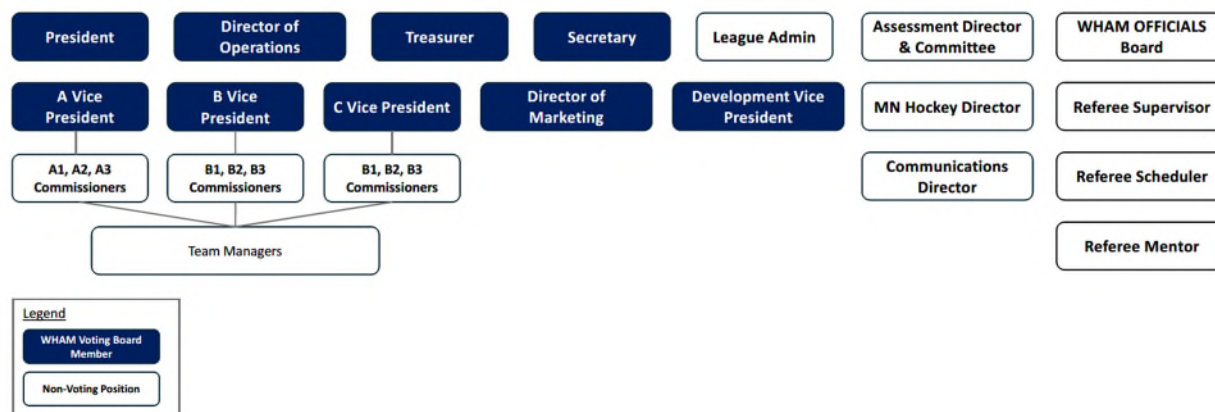 President
Director of
Operations
Treasurer
Secretary
League Admin
Assessment Director
& Committee
WHAM OFFICIALS
Board
A Vice
President
B Vice
President
C Vice President
Director of
Marketing
Development Vice
President
MN Hockey Director
Referee Supervisor
A1, A2, A3
Commissioners
B1, B2, B3
Commissioners
B1, B2, B3
Commissioners
Communications
Director
Referee Scheduler
Team Managers
Referee Mentor
Legend
WHAM Voting Board
Member
Non-Voting Position